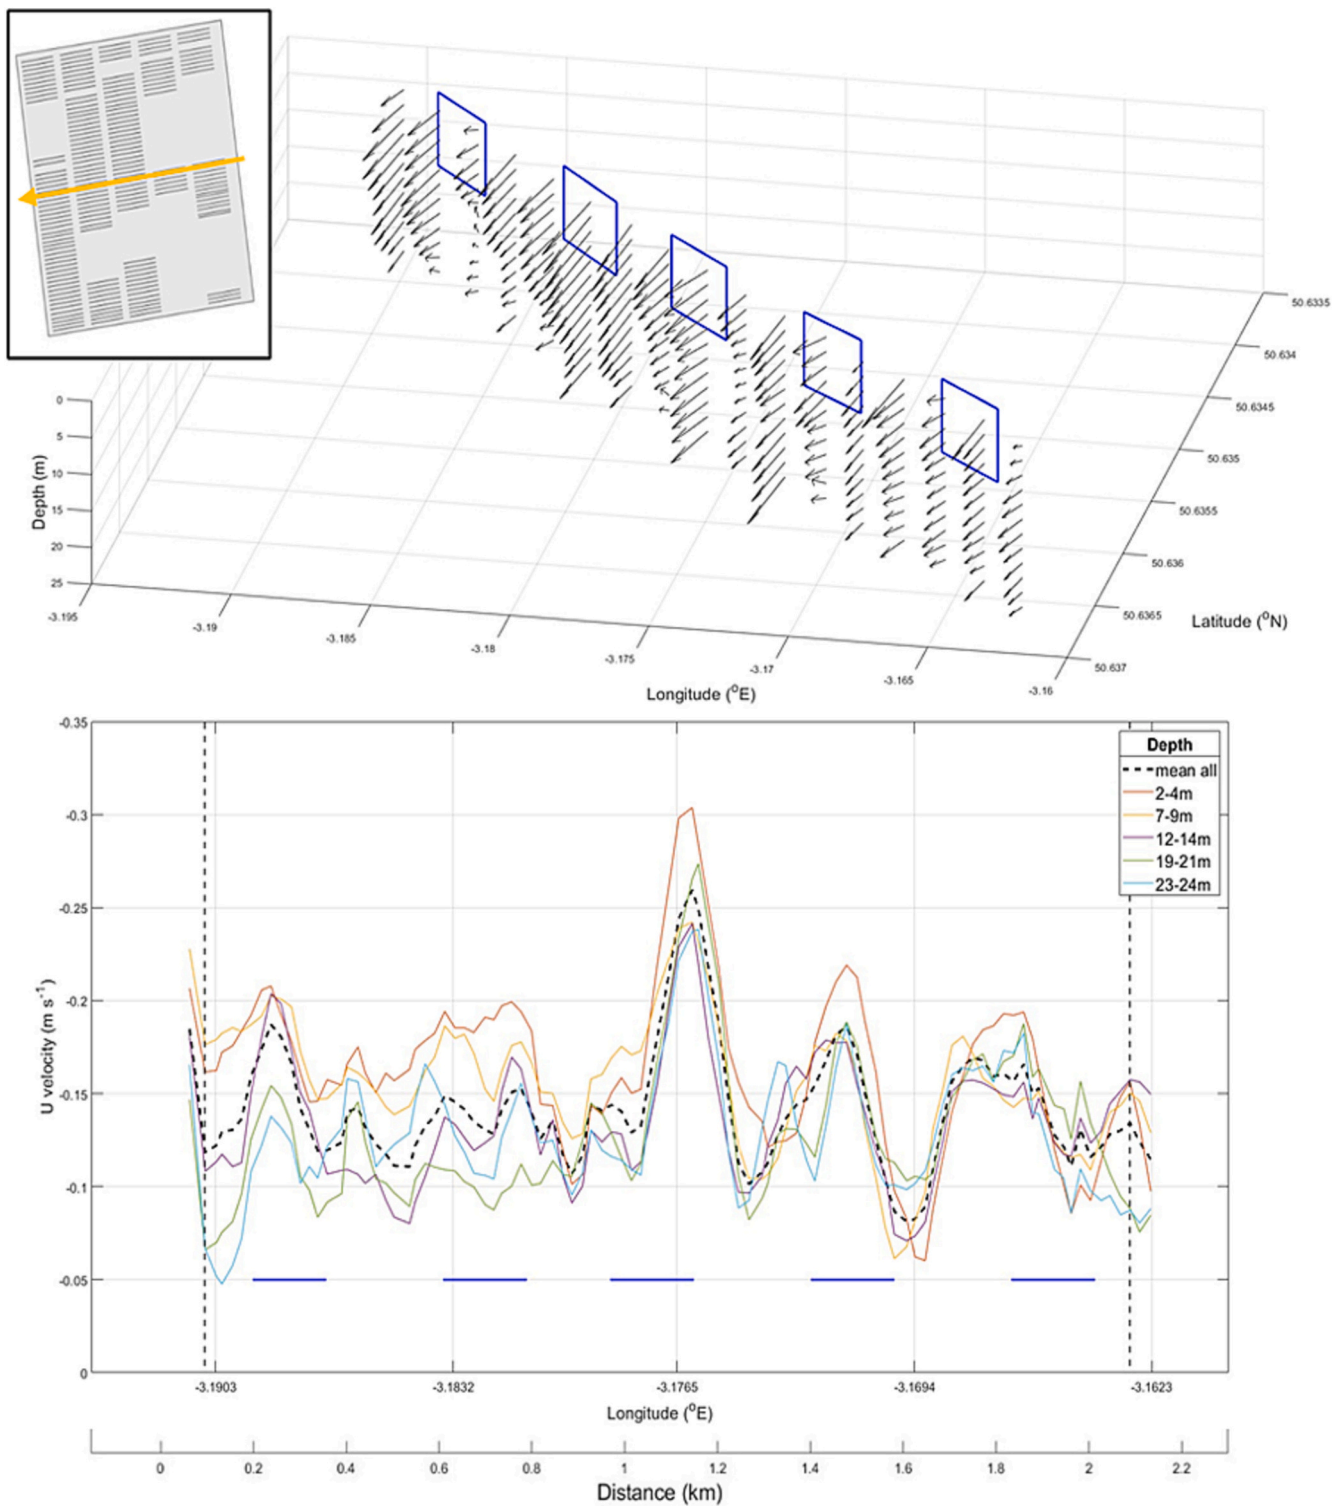 50.6335
50.634
50.6345
50.635
50.6355
50.636
50.6365
50.637
Latitude (°N)
0
5
10
15
20
25
Depth (m)
-3.195
-3.19
-3.185
-3.18
-3.175
-3.17
-3.165
-3.16
Longitude (°E)
-0.35
-0.3
-0.25
-0.2
-0.15
-0.1
-0.05
0
U velocity (m s⁻¹)
Depth
mean all
2-4m
7-9m
12-14m
19-21m
23-24m
-3.1903 -3.1832 -3.1765 -3.1694 -3.1623
Longitude (°E)
0 0.2 0.4 0.6 0.8 1 1.2 1.4 1.6 1.8 2 2.2
Distance (km)